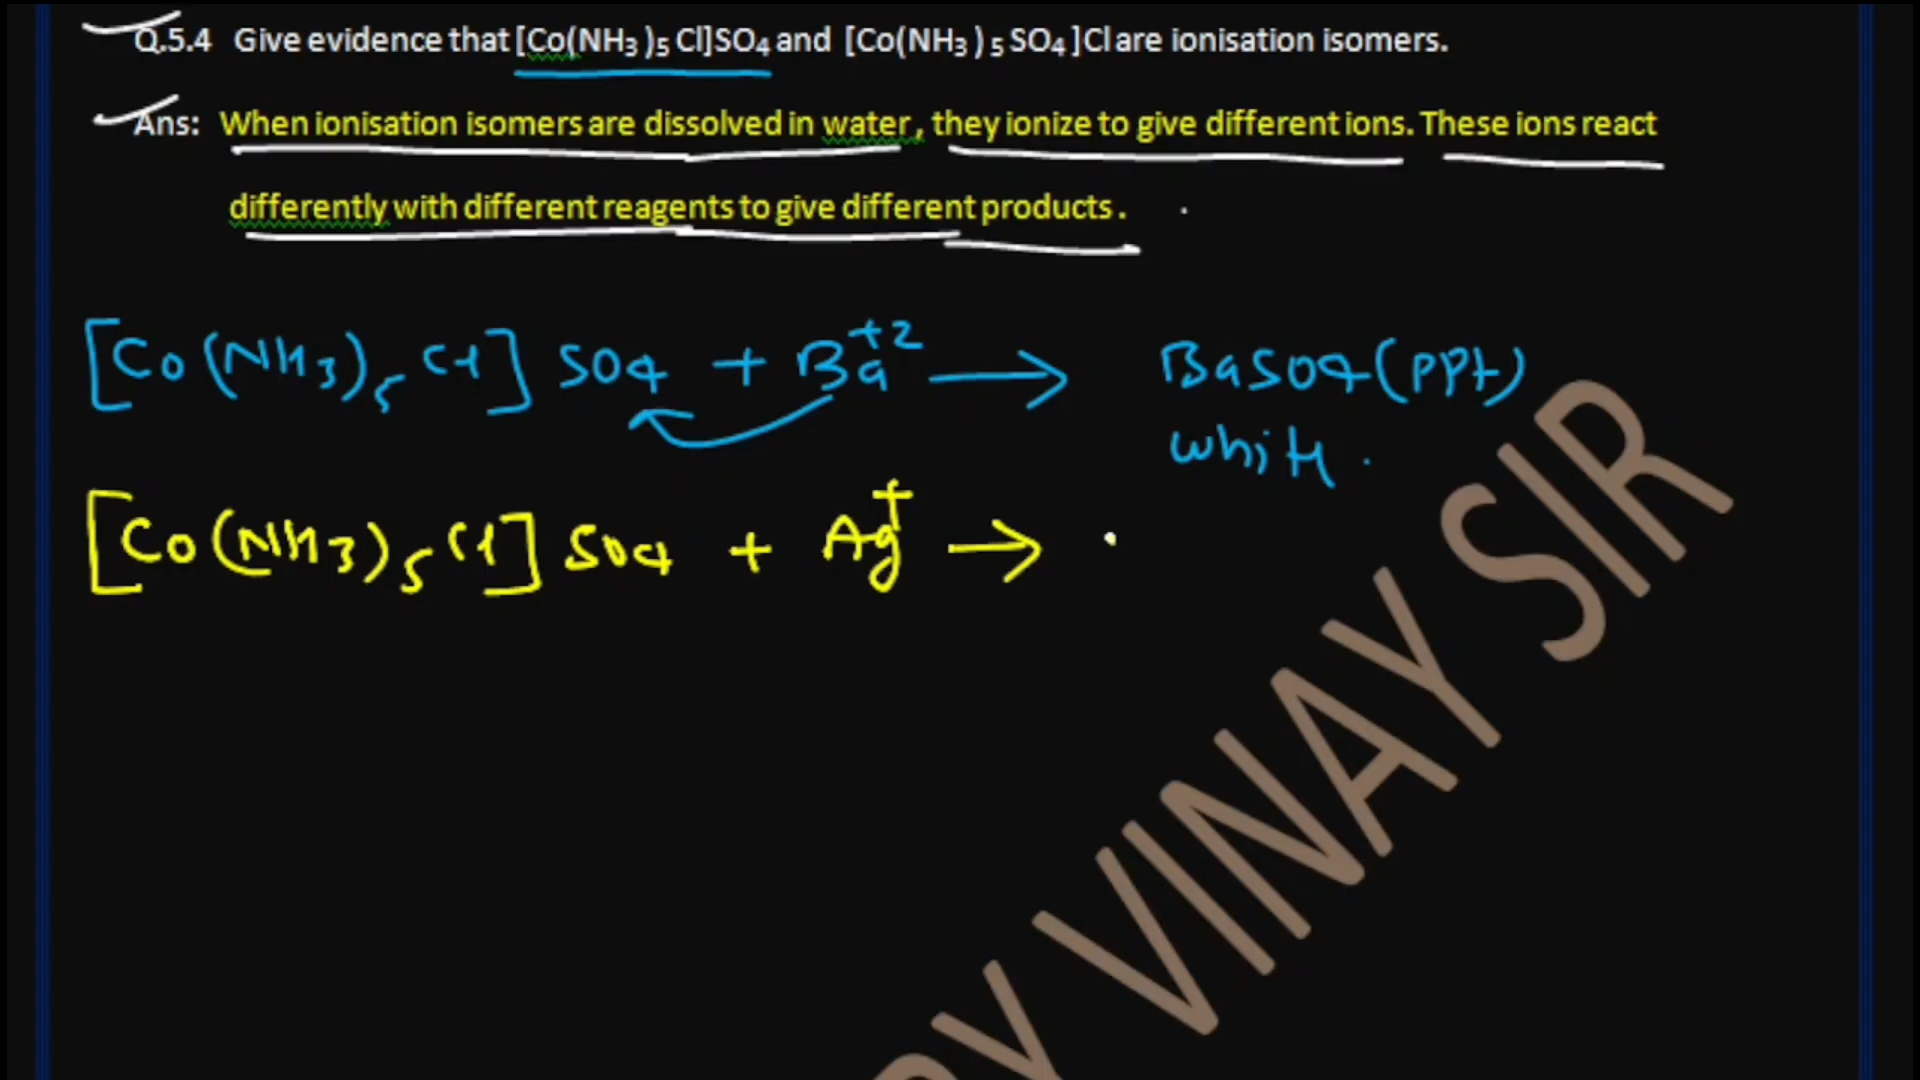 Q.5.4 Give evidence that [Co(NH₃)₅Cl]SO₄ and [Co(NH₃)₅SO₄]Cl are ionisation isomers.
Ans: When ionisation isomers are dissolved in water, they ionize to give different ions. These ions react
differently with different reagents to give different products.
[Co(NH₃)₅Cl]SO₄ + Ba⁺² → BaSO₄(ppt)
white.
[Co(NH₃)₅Cl]SO₄ + Ag⁺ →
BY VINAY SIR